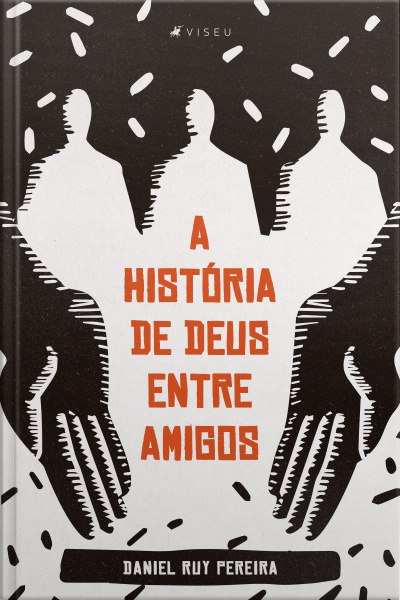 VISEU
A
HISTÓRIA
DE DEUS
ENTRE
AMIGOS
DANIEL RUY PEREIRA